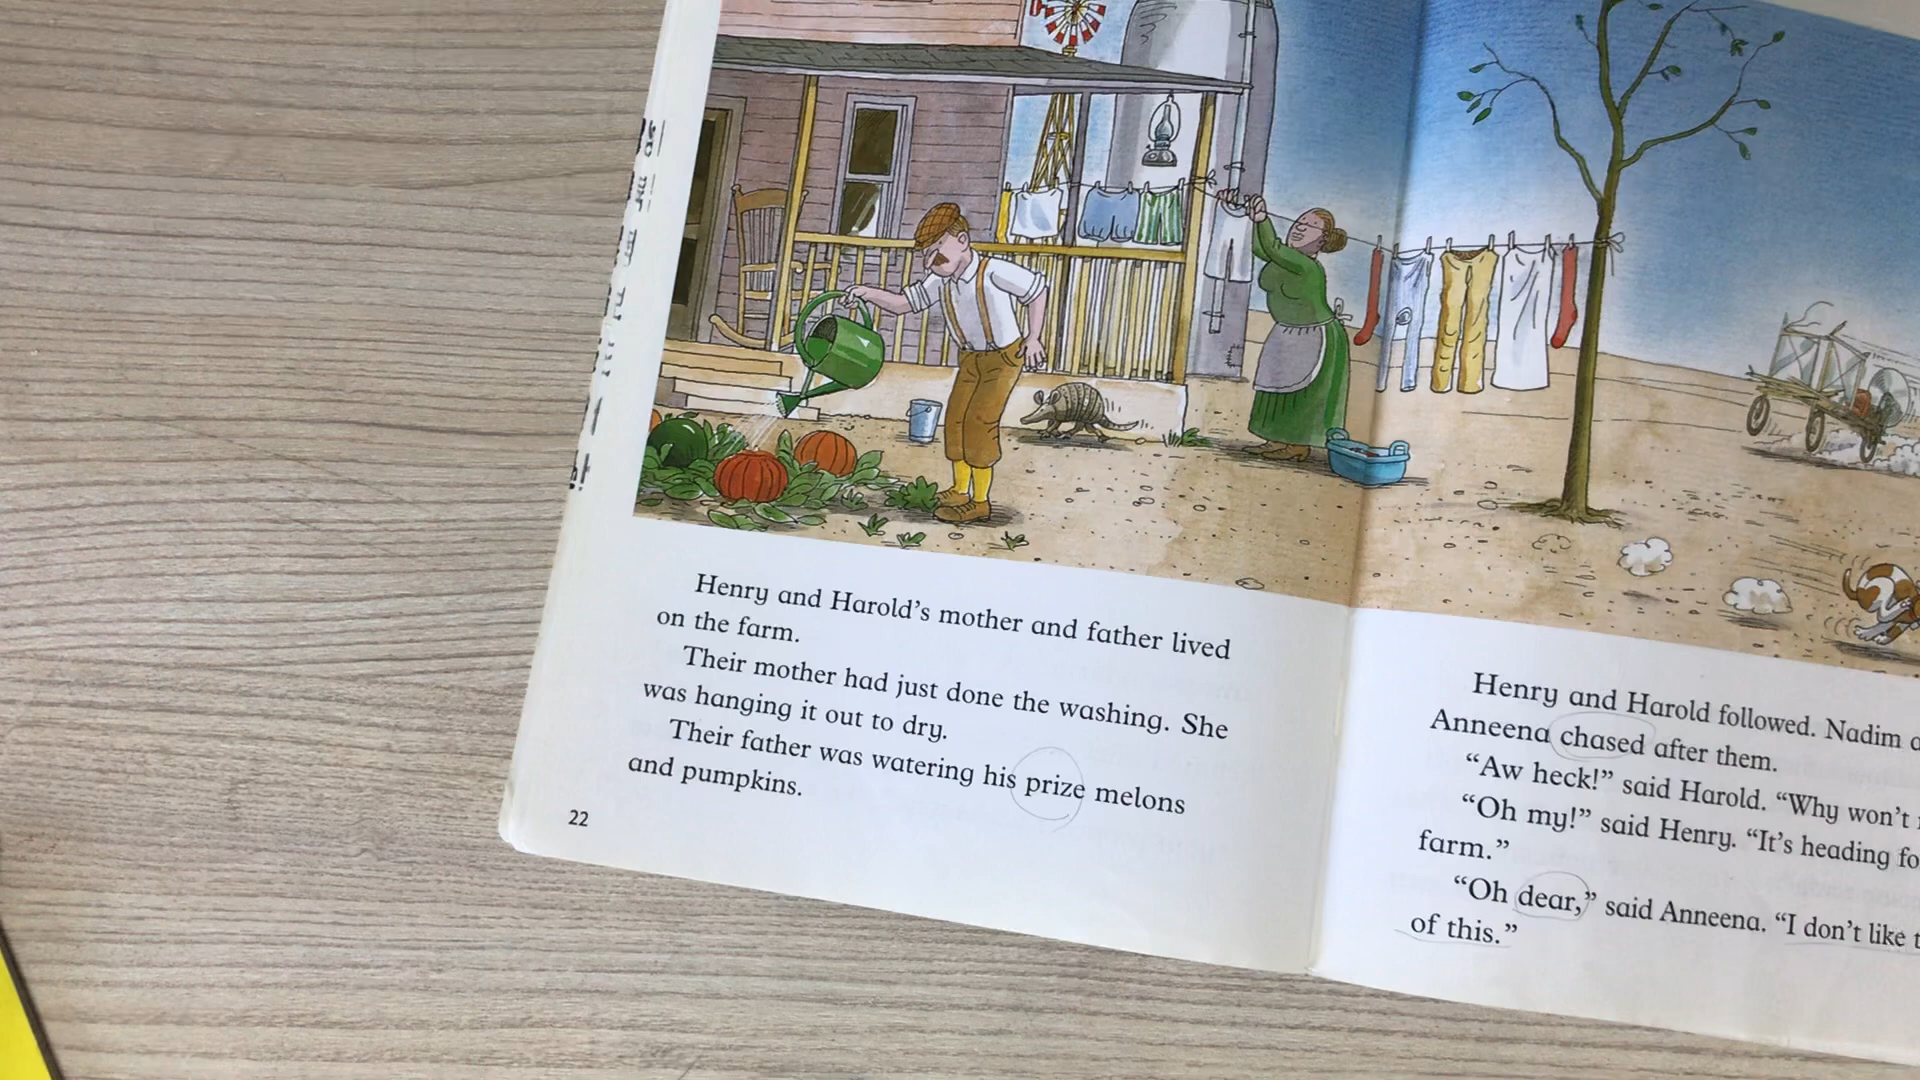 Henry and Harold's mother and father lived
on the farm.
Their mother had just done the washing. She
was hanging it out to dry.
Their father was watering his prize melons
and pumpkins.
22
Henry and Harold followed. Nadim
Anneena chased after them.
“Aw heck!” said Harold. “Why won't
“Oh my!” said Henry. “It's heading
farm.”
“Oh dear,” said Anneena. “I don't like
of this.”